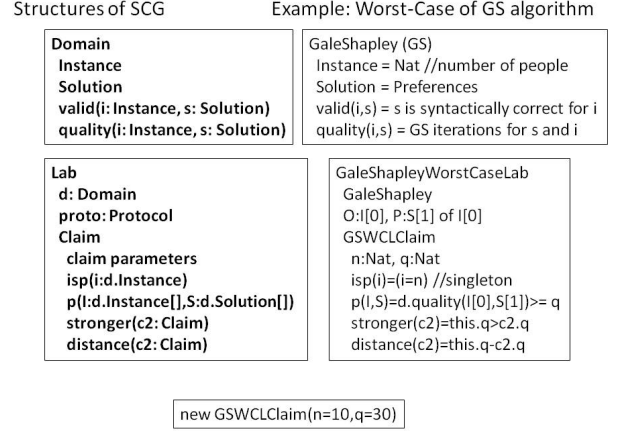 Structures of SCG
Example: Worst-Case of GS algorithm
Domain
Instance
Solution
valid(i: Instance, s: Solution)
quality(i: Instance, s: Solution)
GaleShapley (GS)
Instance = Nat //number of people
Solution = Preferences
valid(i,s) = s is syntactically correct for i
quality(i,s) = GS iterations for s and i
Lab
d: Domain
proto: Protocol
Claim
claim parameters
isp(i:d.Instance)
p(I:d.Instance[],S:d.Solution[])
stronger(c2: Claim)
distance(c2: Claim)
GaleShapleyWorstCaseLab
GaleShapley
O:I[0], P:S[1] of I[0]
GSWCLClaim
n:Nat, q:Nat
isp(i)=(i=n) //singleton
p(I,S)=d.quality(I[0],S[1])>= q
stronger(c2)=this.q>c2.q
distance(c2)=this.q-c2.q
new GSWCLClaim(n=10,q=30)